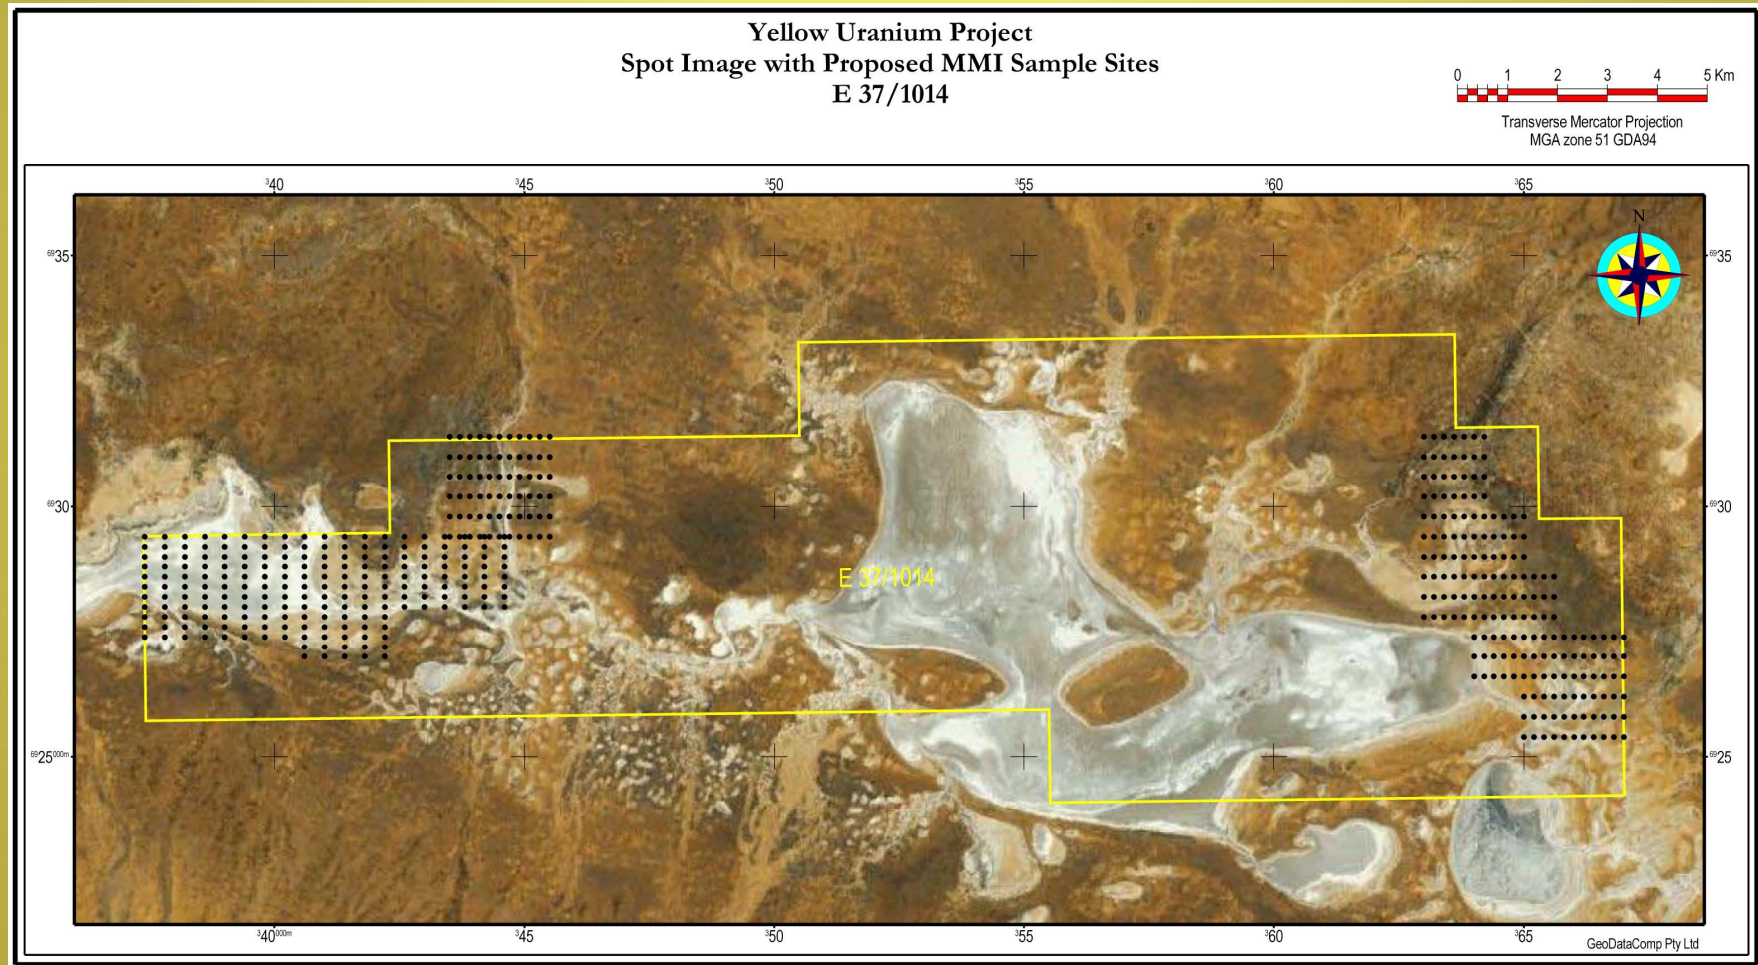 Yellow Uranium Project
Spot Image with Proposed MMI Sample Sites
E 37/1014
0 1 2 3 4 5 Km
Transverse Mercator Projection
MGA zone 51 GDA94
³40 ³45 ³50 ³55 ³60 ³65
N
⁶⁹35 ⁶⁹35
⁶⁹30 ⁶⁹30
E 37/1014
⁶⁹25⁰⁰⁰ᵐ ⁶⁹25
³40⁰⁰⁰ᵐ ³45 ³50 ³55 ³60 ³65
GeoDataComp Pty Ltd